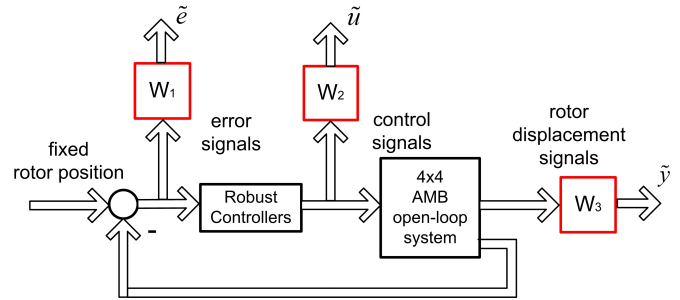 ẽ
ũ
W₁
W₂
fixed
rotor position
error
signals
control
signals
rotor
displacement
signals
Robust
Controllers
4x4
AMB
open-loop
system
W₃
ỹ
-